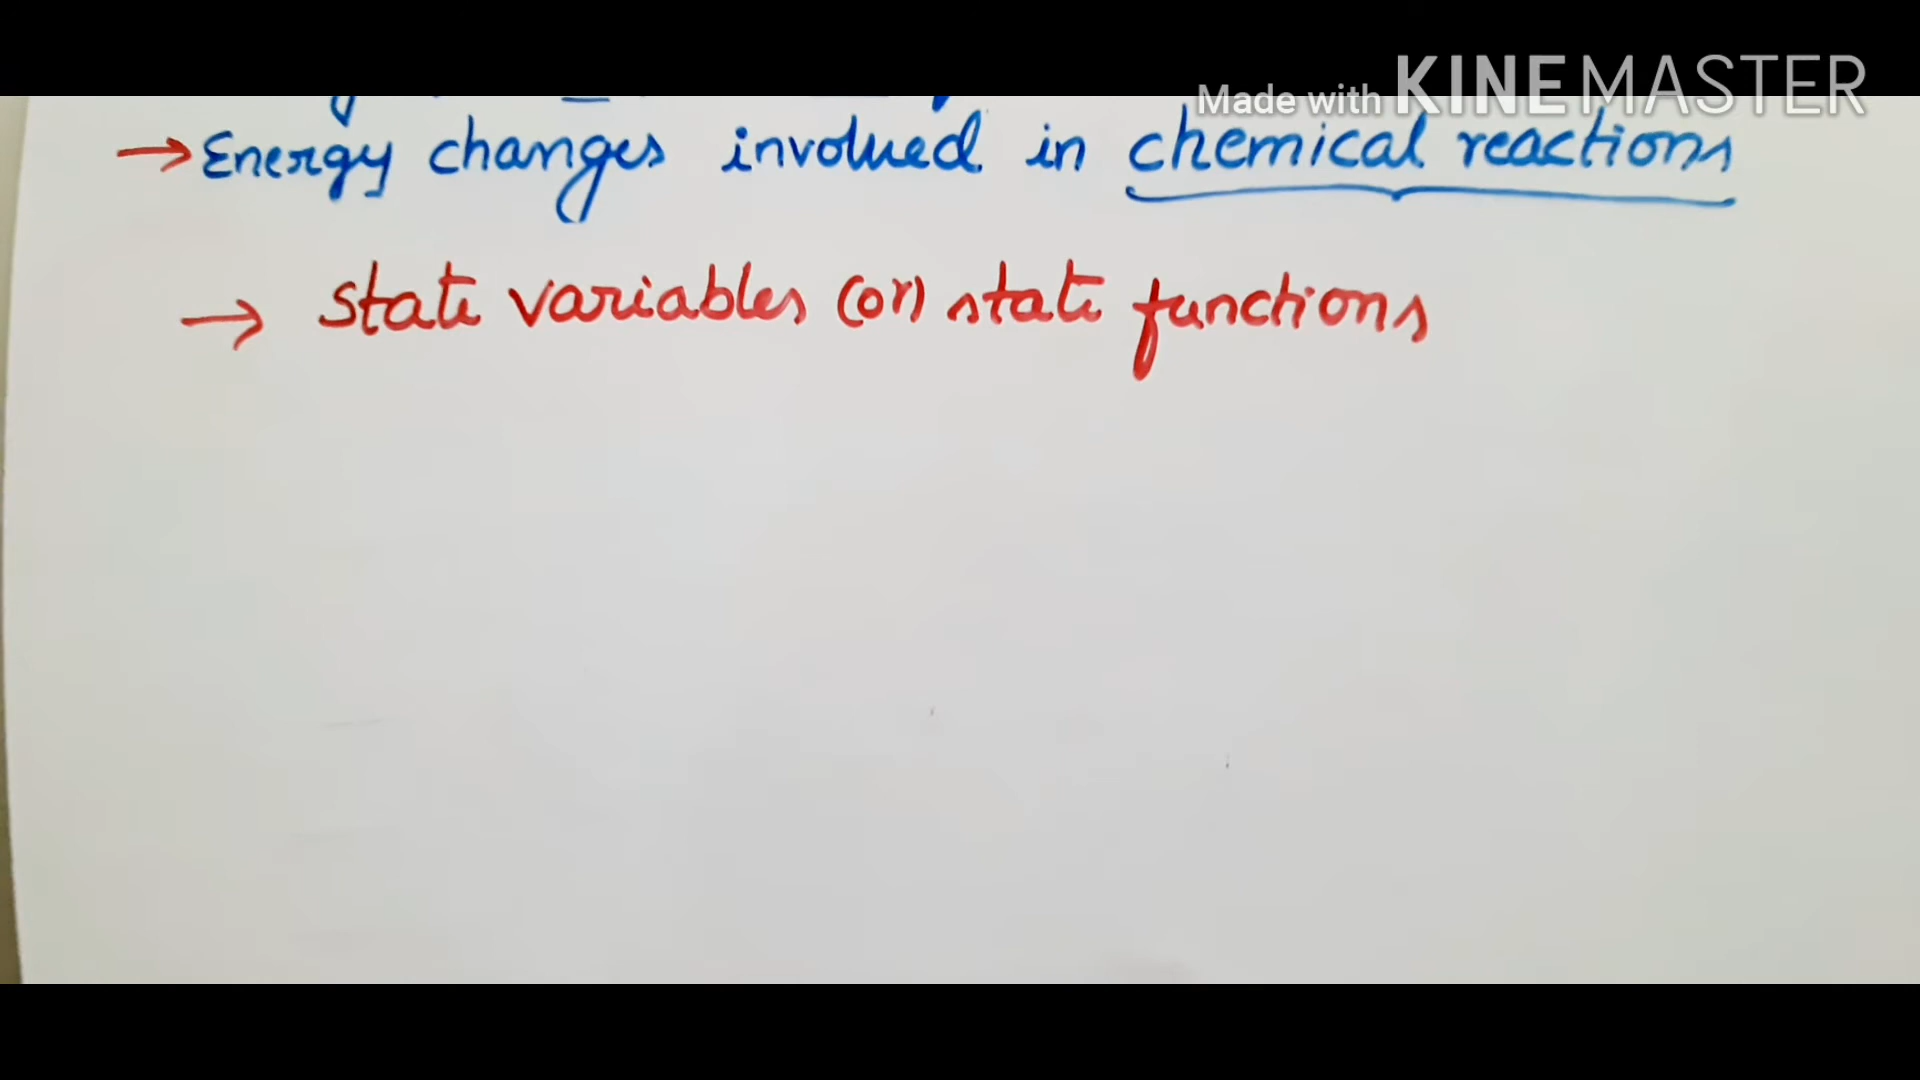 Made with KINEMASTER
→ Energy changes involved in chemical reactions
→ state variables (or) state functions